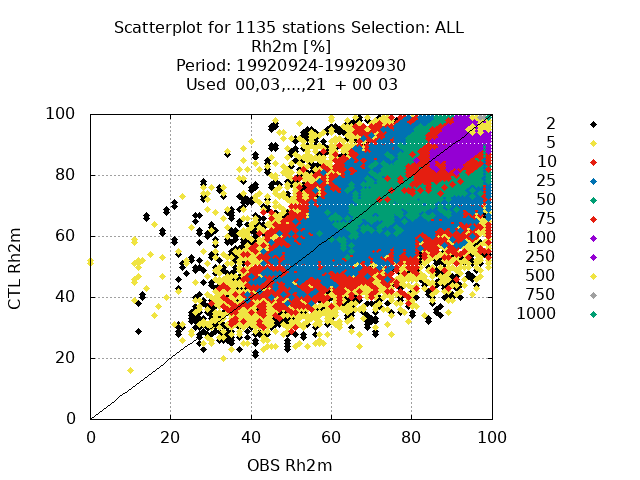 Scatterplot for 1135 stations Selection: ALL
Rh2m [%]
Period: 19920924-19920930
Used 00,03,...,21 + 00 03
100
80
60
40
20
0
CTL Rh2m
0 20 40 60 80 100
OBS Rh2m
2
5
10
25
50
75
100
250
500
750
1000